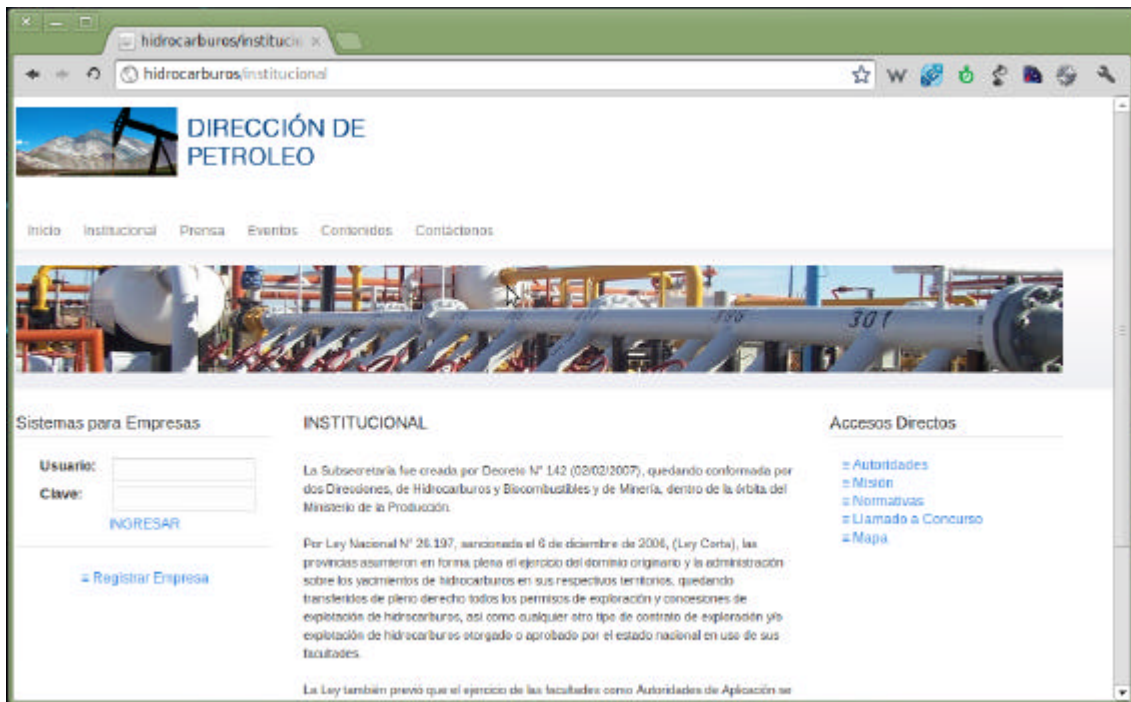 hidrocarburos/institucio
hidrocarburos/institucional
DIRECCIÓN DE
PETROLEO
Inicio Institucional Prensa Eventos Contenidos Contáctenos
300
301
Sistemas para Empresas
Usuario:
Clave:
INGRESAR
≡ Registrar Empresa
INSTITUCIONAL
La Subsecretaría fue creada por Decreto N° 142 (02/02/2007), quedando conformada por
dos Direcciones, de Hidrocarburos y Biocombustibles y de Minería, dentro de la órbita del
Ministerio de la Producción.
Por Ley Nacional N° 26.197, sancionada el 6 de diciembre de 2006, (Ley Corta), las
provincias asumieron en forma plena el ejercicio del dominio originario y la administración
sobre los yacimientos de hidrocarburos en sus respectivos territorios, quedando
transferidos de pleno derecho todos los permisos de exploración y concesiones de
explotación de hidrocarburos, así como cualquier otro tipo de contrato de exploración y/o
explotación de hidrocarburos otorgado o aprobado por el estado nacional en uso de sus
facultades.
La Ley también previó que el ejercicio de las facultades como Autoridades de Aplicación se
Accesos Directos
≡ Autoridades
≡ Misión
≡ Normativas
≡ Llamado a Concurso
≡ Mapa